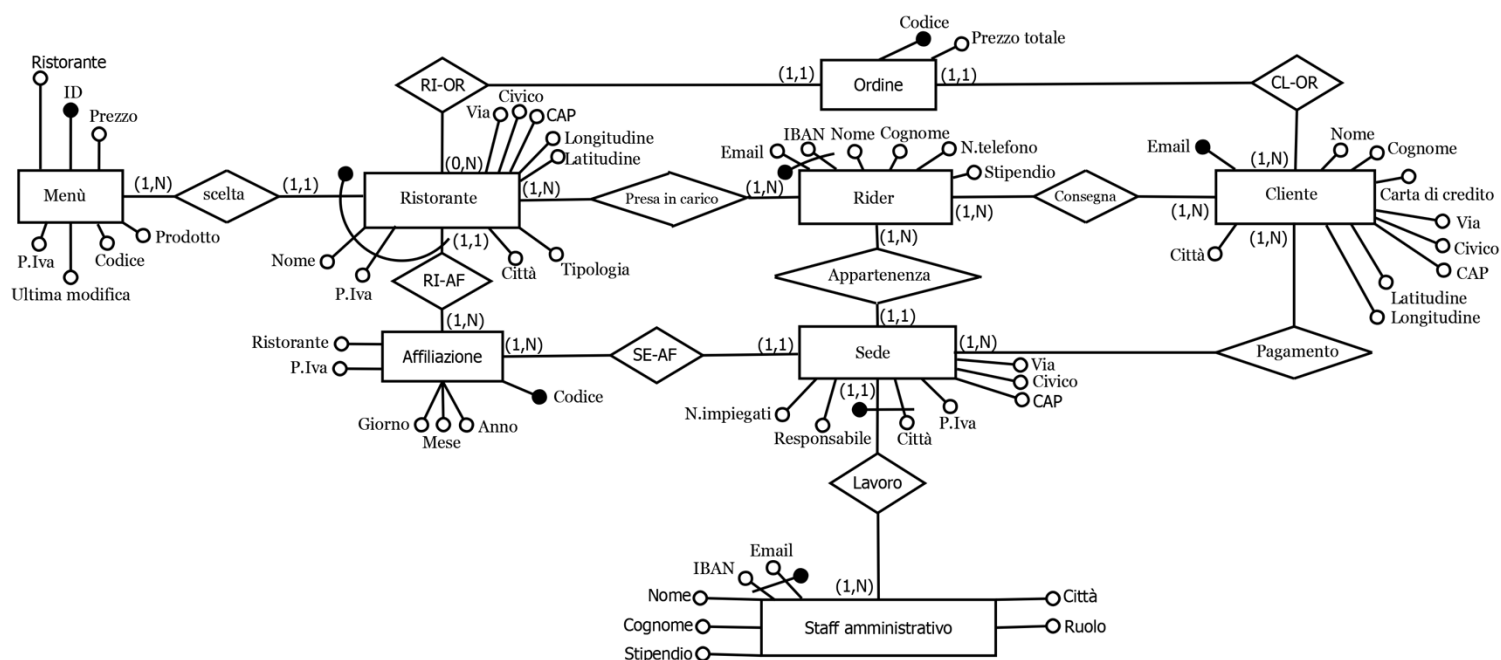 Codice
Prezzo totale
Ristorante
RI-OR
(1,1)
Ordine
(1,1)
CL-OR
ID
Civico
Via
CAP
Prezzo
Longitudine
Latitudine
IBAN
Nome
Cognome
Email
N.telefono
Stipendio
Nome
Email
Cognome
Carta di credito
(0,N)
(1,N)
Menù
(1,N)
scelta
(1,1)
Ristorante
(1,N)
Presa in carico
(1,N)
Rider
(1,N)
Consegna
(1,N)
Cliente
(1,N)
Via
Civico
CAP
Latitudine
Longitudine
Città
P.Iva
Codice
Prodotto
Ultima modifica
Nome
P.Iva
(1,1)
Città
Tipologia
RI-AF
(1,N)
Appartenenza
(1,1)
(1,N)
Ristorante
P.Iva
Affiliazione
(1,N)
SE-AF
(1,1)
Sede
(1,N)
Pagamento
Via
Civico
CAP
Codice
Giorno
Mese
Anno
N.impiegati
Responsabile
(1,1)
Città
P.Iva
Lavoro
Email
IBAN
(1,N)
Nome
Cognome
Stipendio
Staff amministrativo
Città
Ruolo